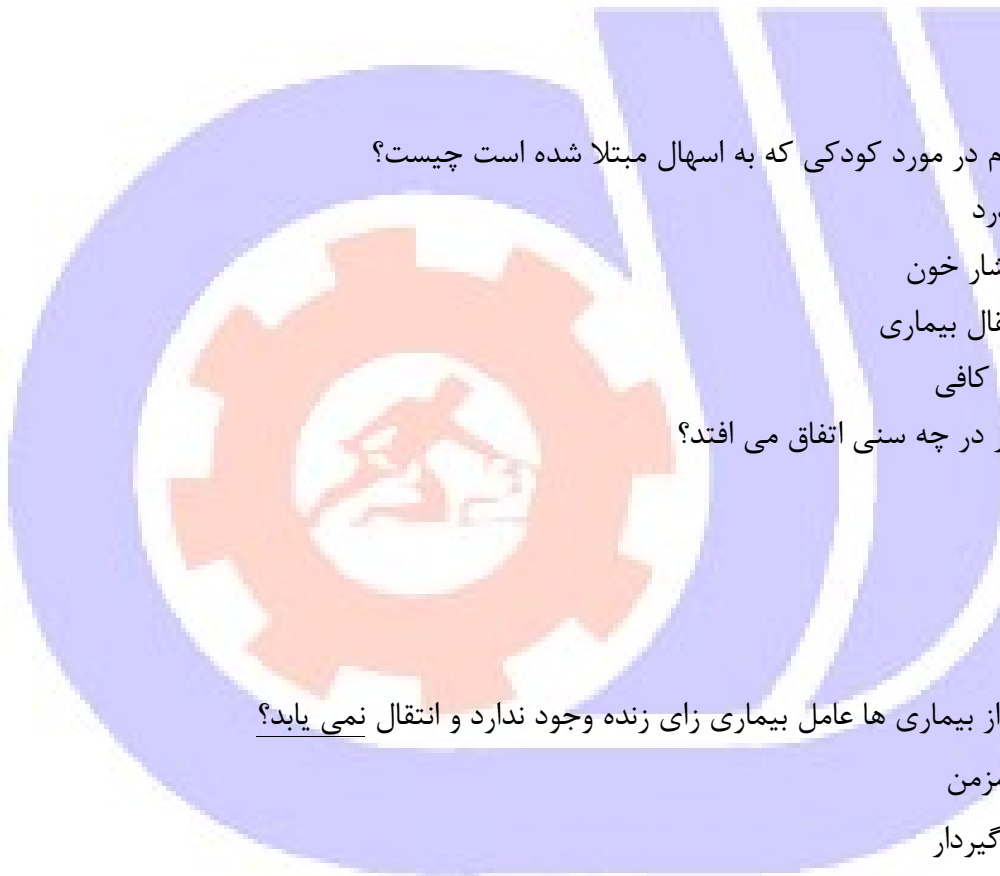 م در مورد کودکی که به اسهال مبتلا شده است چیست؟
درد
شار خون
قال بیماری
کافی
ز در چه سنی اتفاق می افتد؟
از بیماری ها عامل بیماری زای زنده وجود ندارد و انتقال نمی یابد؟
مزمن
گیردار